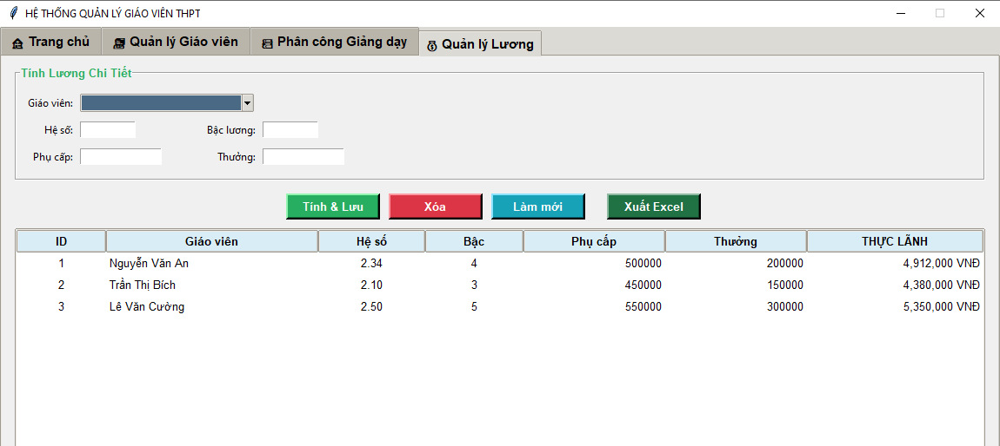 HỆ THỐNG QUẢN LÝ GIÁO VIÊN THPT
Trang chủ Quản lý Giáo viên Phân công Giảng dạy Quản lý Lương
Tính Lương Chi Tiết
Giáo viên:
Hệ số: Bậc lương:
Phụ cấp: Thưởng:
Tính & Lưu Xóa Làm mới Xuất Excel
ID Giáo viên Hệ số Bậc Phụ cấp Thưởng THỰC LÃNH
1 Nguyễn Văn An 2.34 4 500000 200000 4,912,000 VNĐ
2 Trần Thị Bích 2.10 3 450000 150000 4,380,000 VNĐ
3 Lê Văn Cường 2.50 5 550000 300000 5,350,000 VNĐ